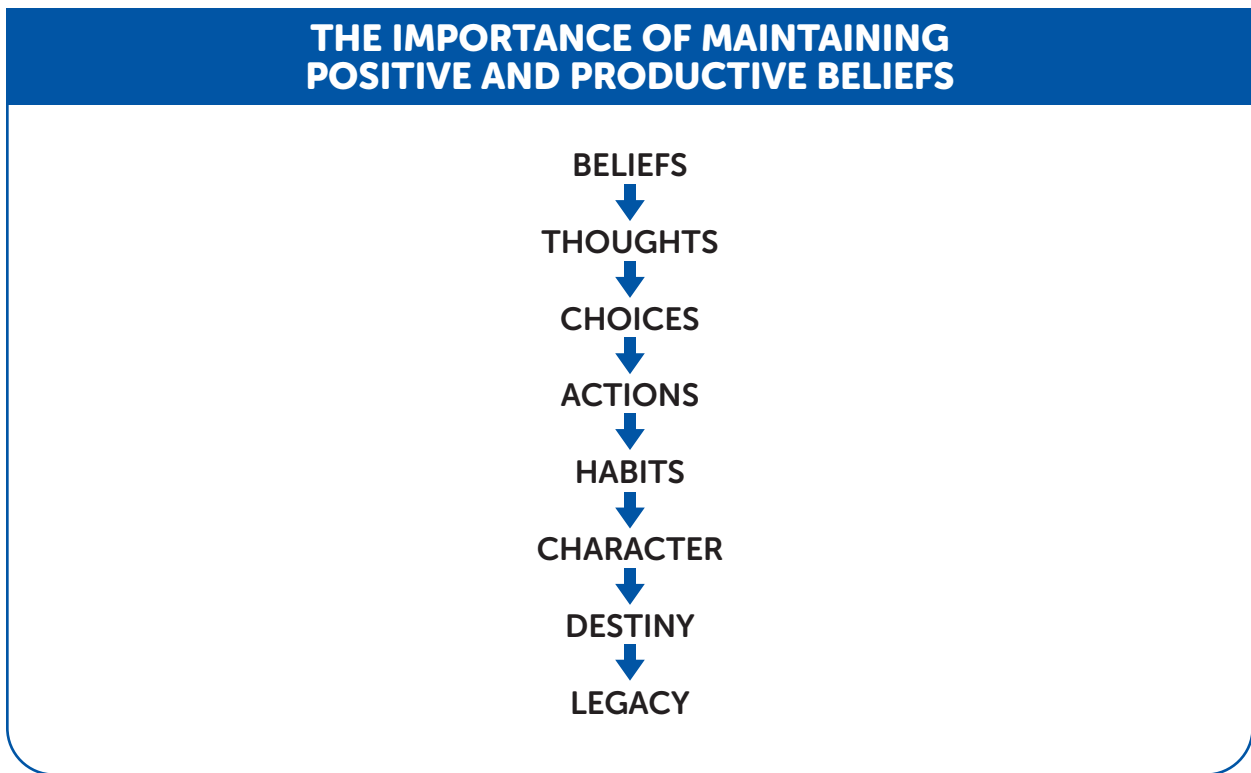 THE IMPORTANCE OF MAINTAINING
POSITIVE AND PRODUCTIVE BELIEFS
BELIEFS
THOUGHTS
CHOICES
ACTIONS
HABITS
CHARACTER
DESTINY
LEGACY